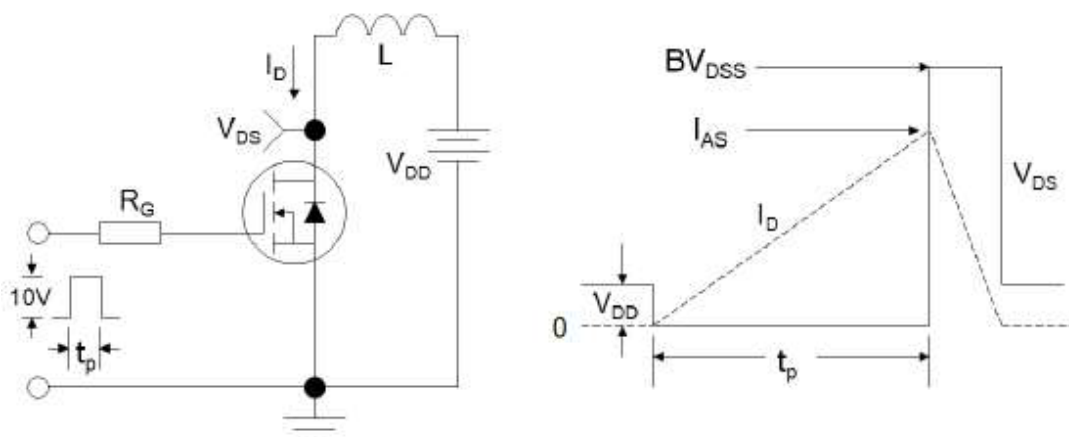 L
I_D
V_DS
V_DD
R_G
10V
t_p
BV_DSS
I_AS
V_DS
I_D
V_DD
0
t_p